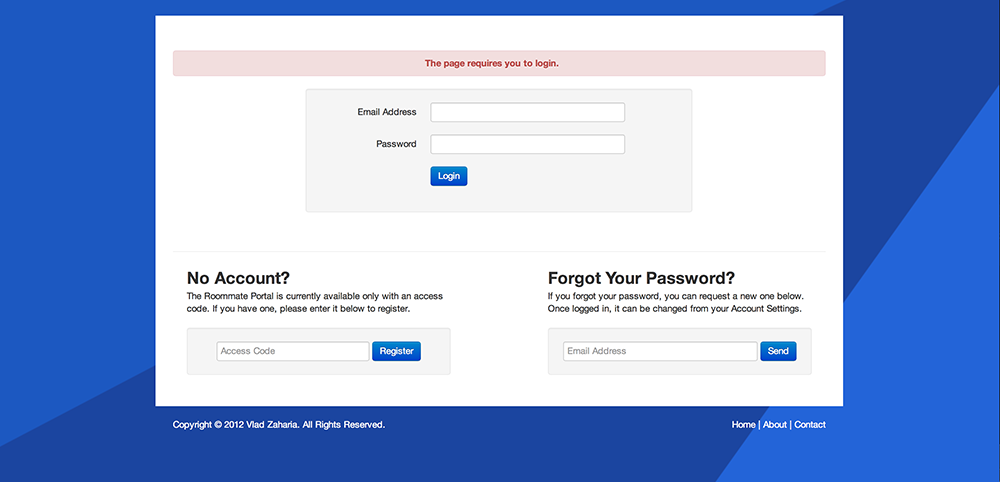 The page requires you to login.
Email Address
Password
Login
No Account?
The Roommate Portal is currently available only with an access
code. If you have one, please enter it below to register.
Access Code Register
Forgot Your Password?
If you forgot your password, you can request a new one below.
Once logged in, it can be changed from your Account Settings.
Email Address Send
Copyright © 2012 Vlad Zaharia. All Rights Reserved.
Home | About | Contact